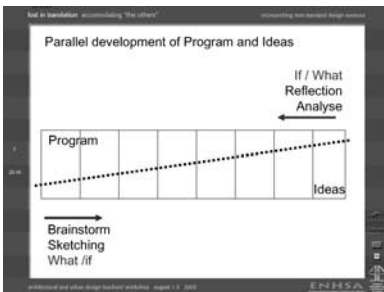 lost in translation accommodating "the others"
Parallel development of Program and Ideas
If / What
Reflection
Analyse
Program
Ideas
Brainstorm
Sketching
What /if
architectural and urban design teachers' workshop
ENHSA